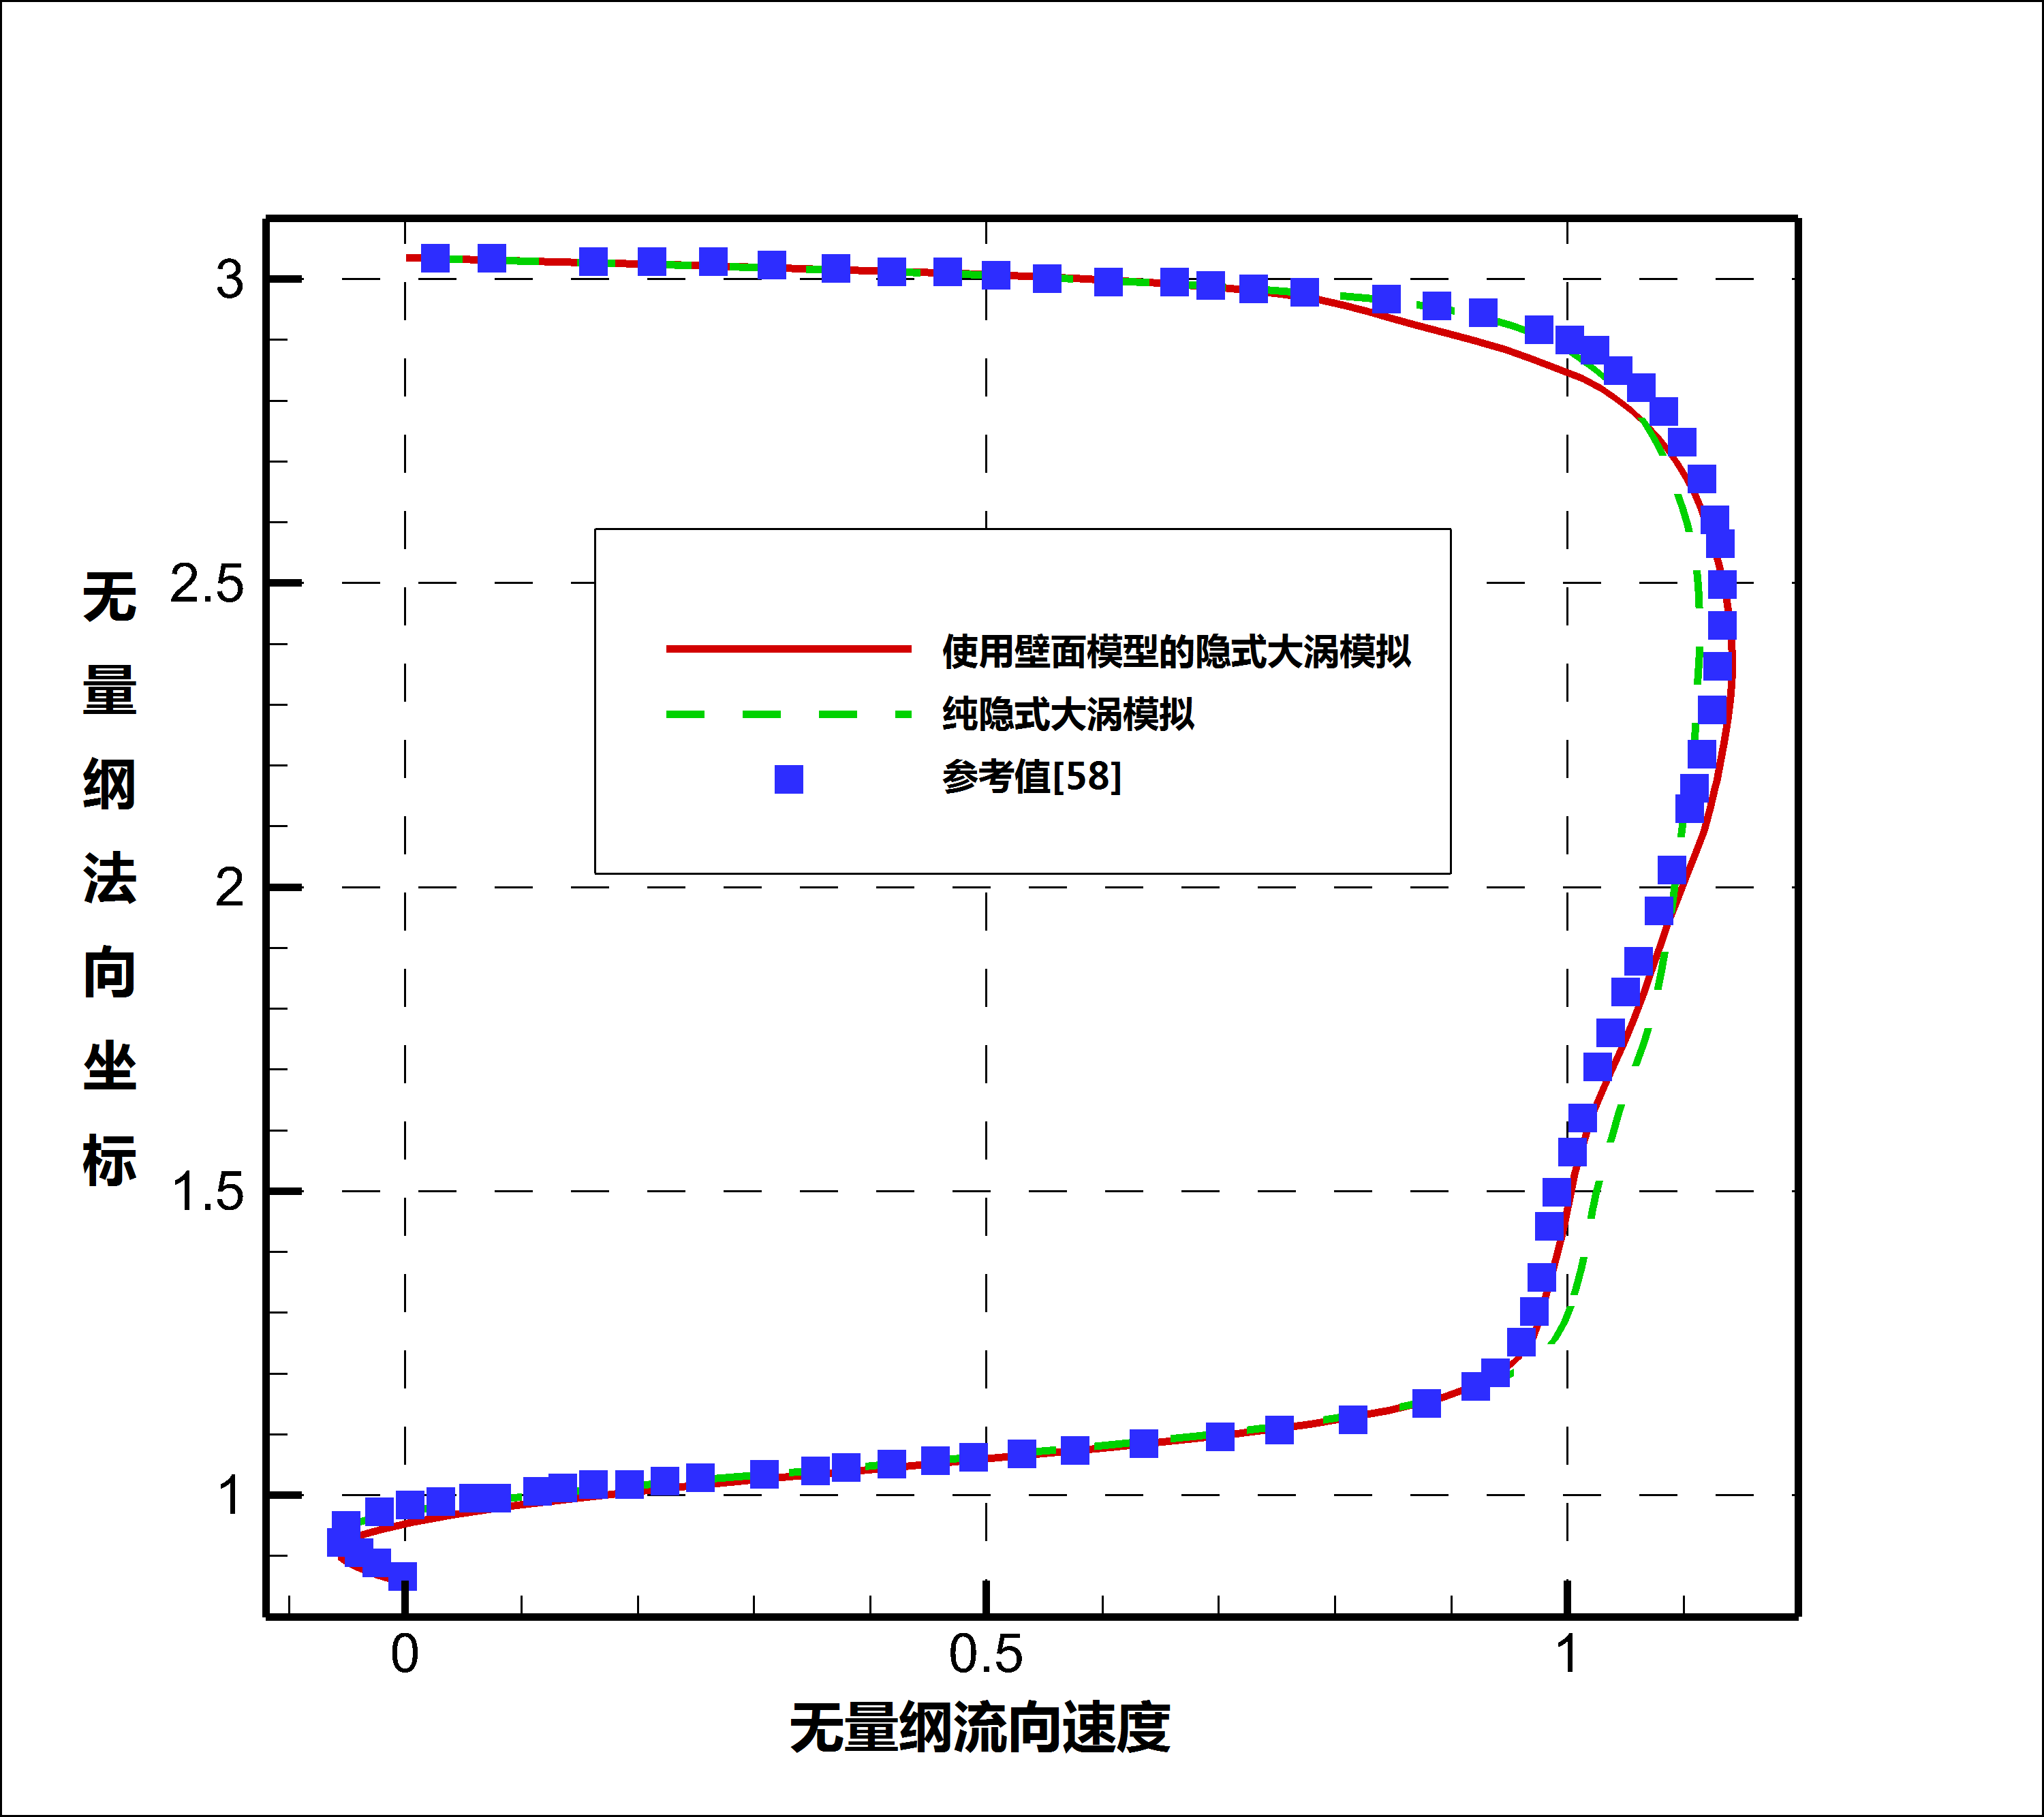 3
2.5
2
1.5
1
无量纲法向坐标
使用壁面模型的隐式大涡模拟
纯隐式大涡模拟
参考值[58]
0 0.5 1
无量纲流向速度